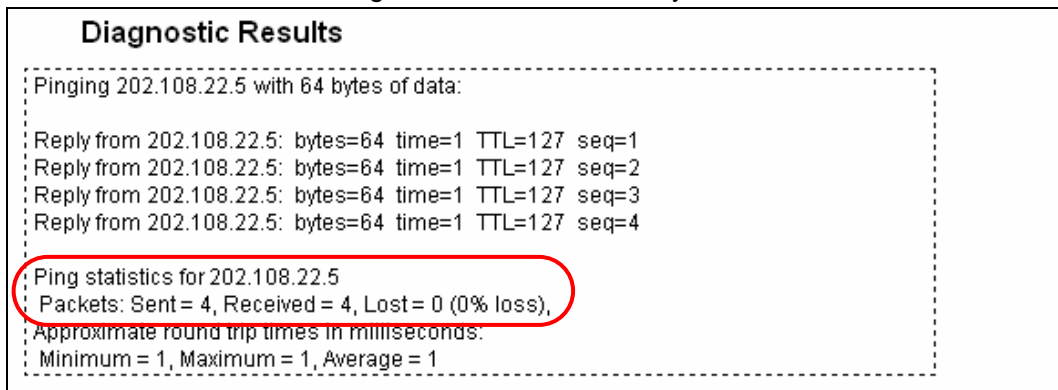 Diagnostic Results
Pinging 202.108.22.5 with 64 bytes of data:
Reply from 202.108.22.5: bytes=64 time=1 TTL=127 seq=1
Reply from 202.108.22.5: bytes=64 time=1 TTL=127 seq=2
Reply from 202.108.22.5: bytes=64 time=1 TTL=127 seq=3
Reply from 202.108.22.5: bytes=64 time=1 TTL=127 seq=4
Ping statistics for 202.108.22.5
Packets: Sent = 4, Received = 4, Lost = 0 (0% loss),
Approximate round trip times in milliseconds:
Minimum = 1, Maximum = 1, Average = 1